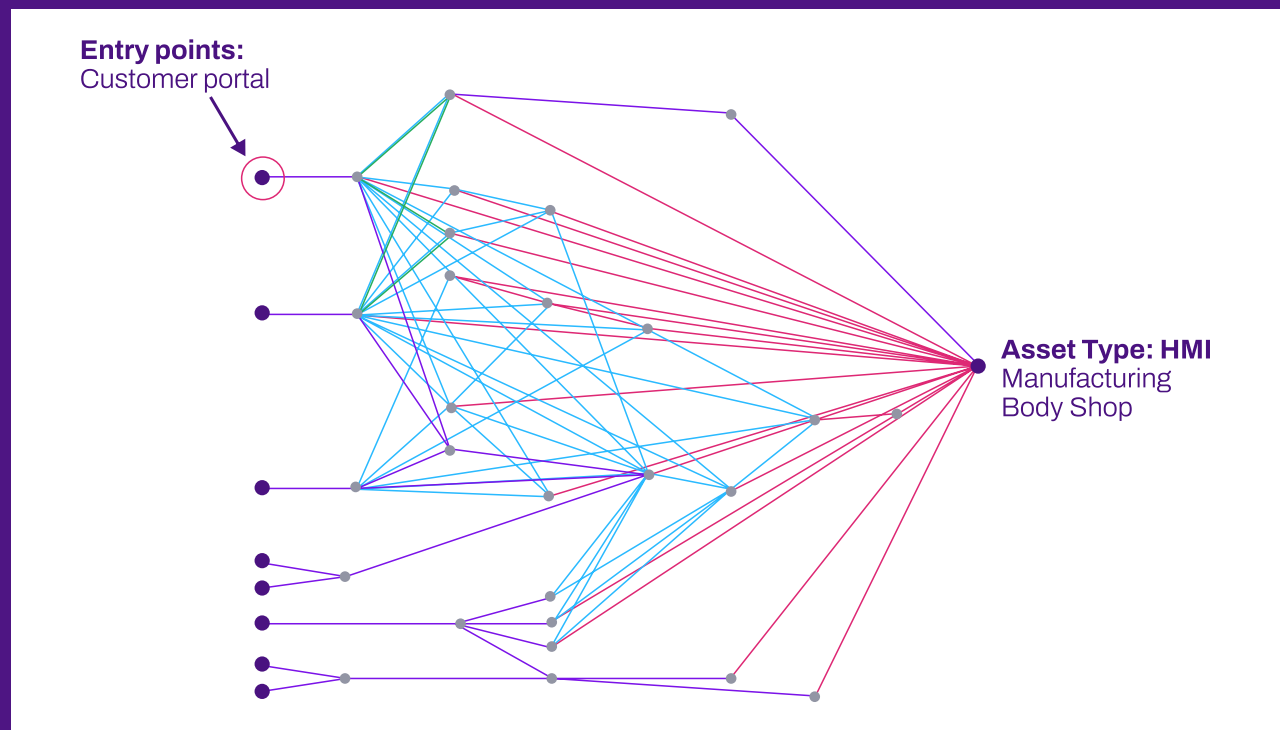 Entry points:
Customer portal
Asset Type: HMI
Manufacturing
Body Shop